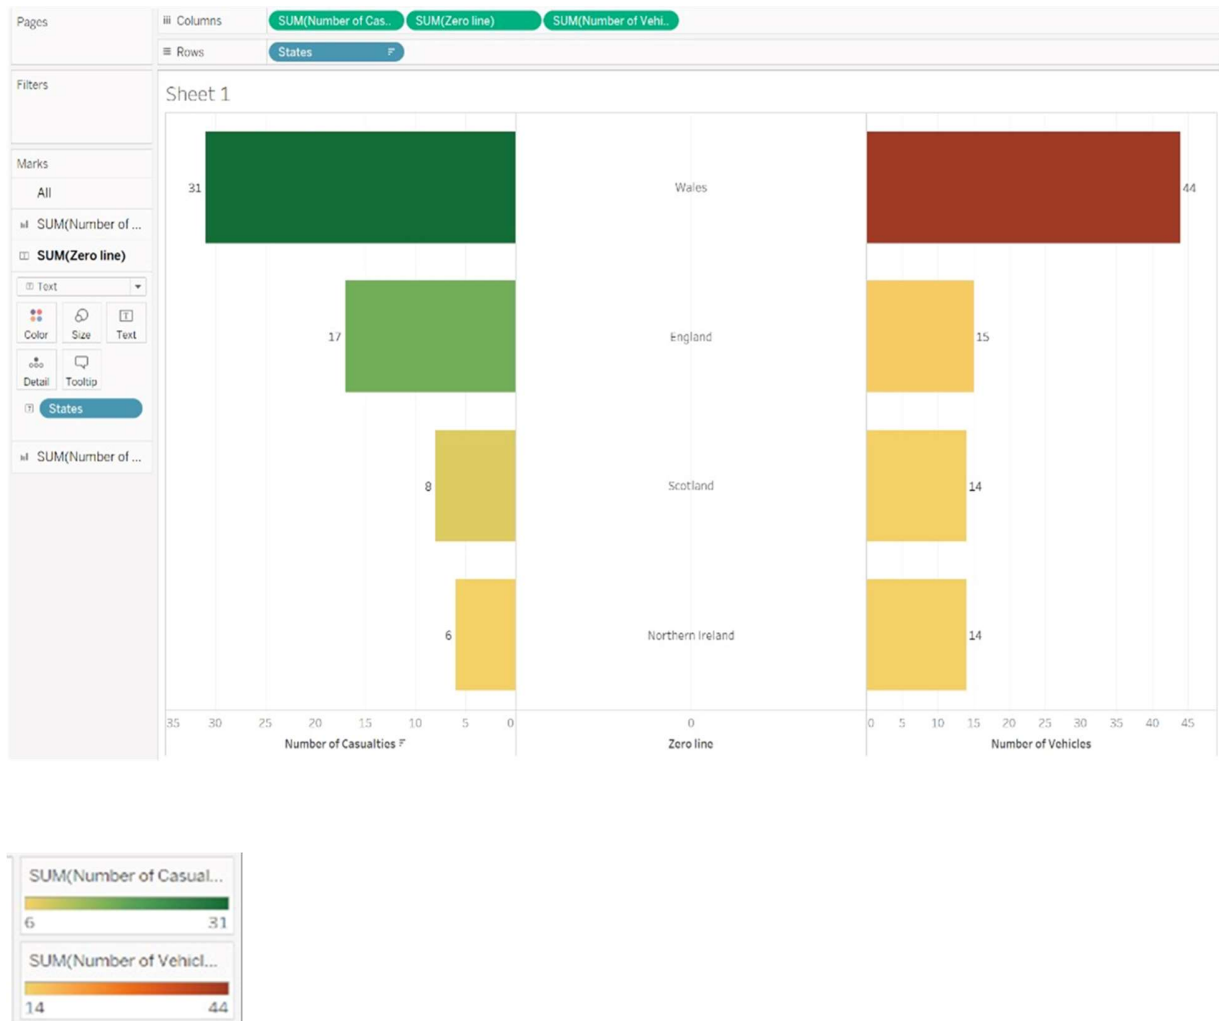 Pages
Columns SUM(Number of Cas.. SUM(Zero line) SUM(Number of Vehi..
Rows States
Filters
Sheet 1
Marks
All
SUM(Number of ...
SUM(Zero line)
Text
Color Size Text
Detail Tooltip
States
SUM(Number of ...
31 Wales 44
17 England 15
8 Scotland 14
6 Northern Ireland 14
35 30 25 20 15 10 5 0 0 0 5 10 15 20 25 30 35 40 45
Number of Casualties Zero line Number of Vehicles
SUM(Number of Casual...
6 31
SUM(Number of Vehicl...
14 44